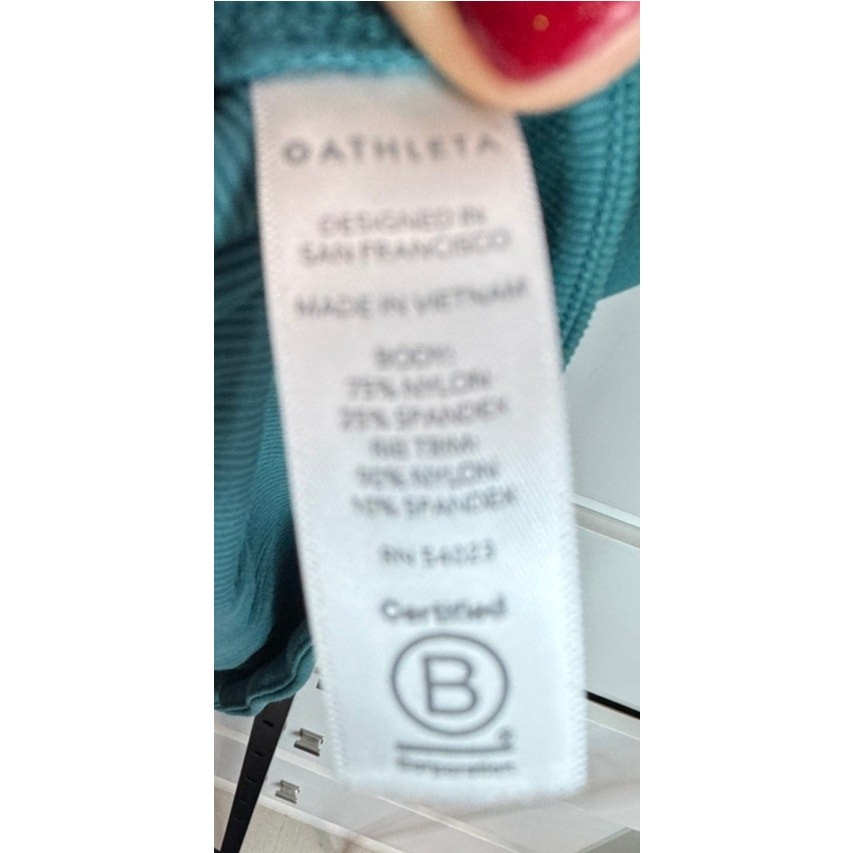 ATHLETA
DESIGNED IN
SAN FRANCISCO
MADE IN VIETNAM
BODY:
75% NYLON
25% SPANDEX
RIB TRIM:
90% NYLON
10% SPANDEX
RN 54023
Certified
B
Corporation